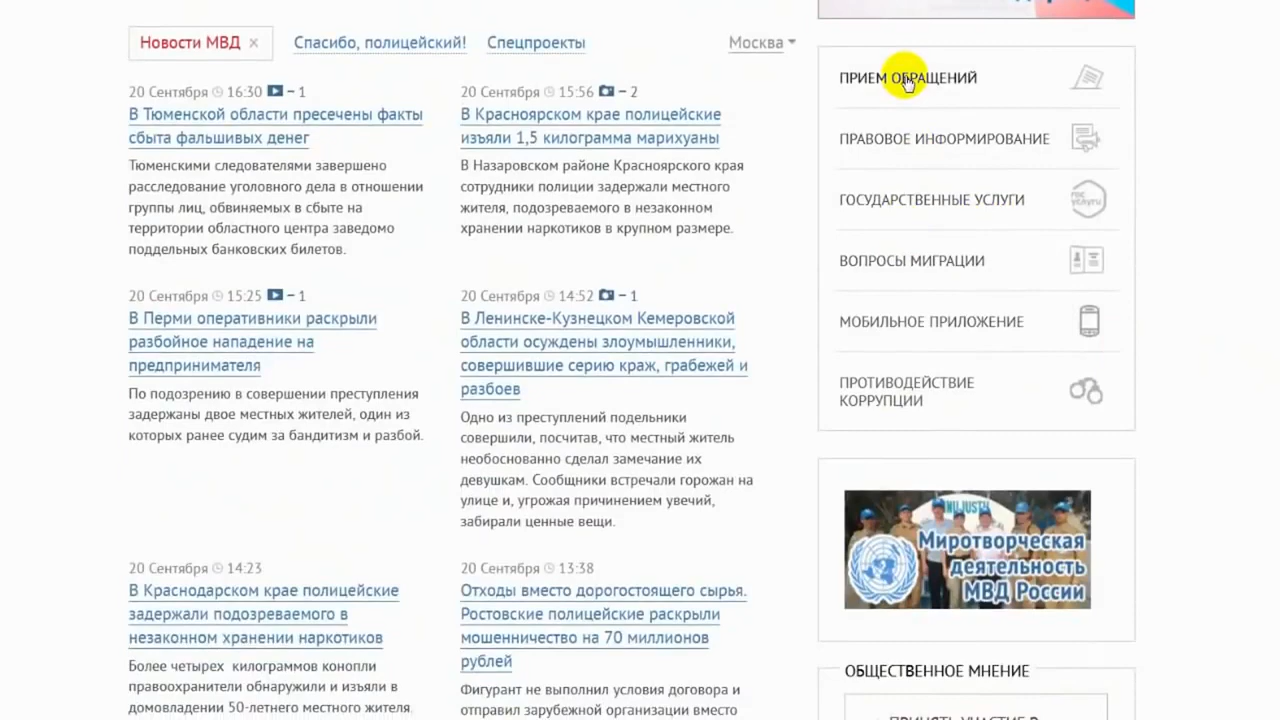 Новости МВД ×
Спасибо, полицейский!
Спецпроекты
Москва
20 Сентября 16:30 – 1
В Тюменской области пресечены факты
сбыта фальшивых денег
Тюменскими следователями завершено
расследование уголовного дела в отношении
группы лиц, обвиняемых в сбыте на
территории областного центра заведомо
поддельных банковских билетов.
20 Сентября 15:56 – 2
В Красноярском крае полицейские
изъяли 1,5 килограмма марихуаны
В Назаровском районе Красноярского края
сотрудники полиции задержали местного
жителя, подозреваемого в незаконном
хранении наркотиков в крупном размере.
20 Сентября 15:25 – 1
В Перми оперативники раскрыли
разбойное нападение на
предпринимателя
По подозрению в совершении преступления
задержаны двое местных жителей, один из
которых ранее судим за бандитизм и разбой.
20 Сентября 14:52 – 1
В Ленинске-Кузнецком Кемеровской
области осуждены злоумышленники,
совершившие серию краж, грабежей и
разбоев
Одно из преступлений подельники
совершили, посчитав, что местный житель
необоснованно сделал замечание их
девушкам. Сообщники встречали горожан на
улице и, угрожая причинением увечий,
забирали ценные вещи.
20 Сентября 14:23
В Краснодарском крае полицейские
задержали подозреваемого в
незаконном хранении наркотиков
Более четырех килограммов конопли
правоохранители обнаружили и изъяли в
домовладении 50-летнего местного жителя.
20 Сентября 13:38
Отходы вместо дорогостоящего сырья.
Ростовские полицейские раскрыли
мошенничество на 70 миллионов
рублей
Фигурант не выполнил условия договора и
отправил зарубежной организации вместо
ПРИЕМ ОБРАЩЕНИЙ
ПРАВОВОЕ ИНФОРМИРОВАНИЕ
ГОСУДАРСТВЕННЫЕ УСЛУГИ
гос
услуги
ВОПРОСЫ МИГРАЦИИ
МОБИЛЬНОЕ ПРИЛОЖЕНИЕ
ПРОТИВОДЕЙСТВИЕ
КОРРУПЦИИ
Миротворческая
деятельность
МВД России
ОБЩЕСТВЕННОЕ МНЕНИЕ
ПРИНЯТЬ УЧАСТИЕ В